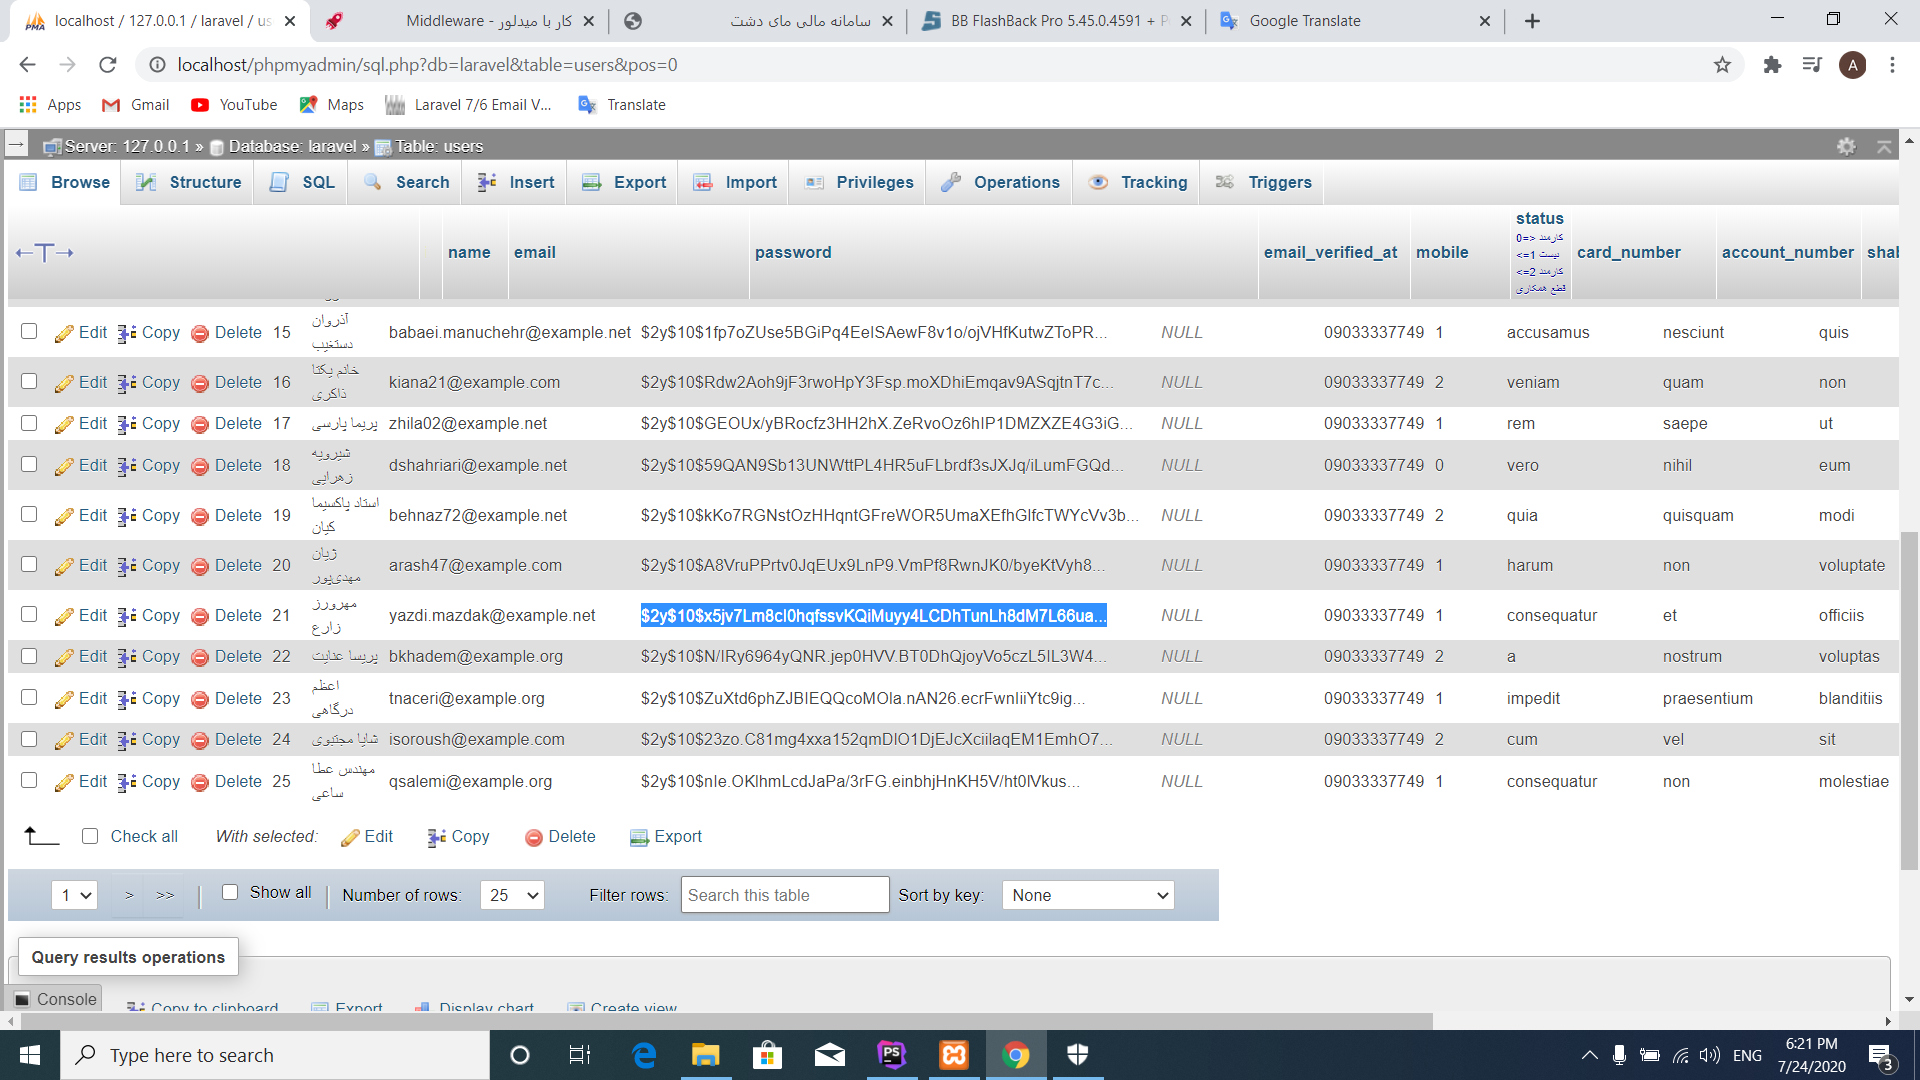 localhost / 127.0.0.1 / laravel / us
Middleware - کار با میدلور
سامانه مالی مای دشت
BB FlashBack Pro 5.45.0.4591 + P
Google Translate
localhost/phpmyadmin/sql.php?db=laravel&table=users&pos=0
A
Apps Gmail YouTube Maps Laravel 7/6 Email V... Translate
Server: 127.0.0.1 » Database: laravel » Table: users
Browse Structure SQL Search Insert Export Import Privileges Operations Tracking Triggers
name email password email_verified_at mobile status card_number account_number shab
کارمند <=0
نیست 1=>
کارمند 2=>
قطع همکاری
Edit Copy Delete 15 آذروان دستغیب babaei.manuchehr@example.net $2y$10$1fp7oZUse5BGiPq4EeISAewF8v1o/ojVHfKutwZToPR... NULL 09033337749 1 accusamus nesciunt quis
Edit Copy Delete 16 خانم یکتا ذاکری kiana21@example.com $2y$10$Rdw2Aoh9jF3rwoHpY3Fsp.moXDhiEmqav9ASqjtnT7c... NULL 09033337749 2 veniam quam non
Edit Copy Delete 17 پریما پارسی zhila02@example.net $2y$10$GEOUx/yBRocfz3HH2hX.ZeRvoOz6hIP1DMZXZE4G3iG... NULL 09033337749 1 rem saepe ut
Edit Copy Delete 18 شیرویه زهرایی dshahriari@example.net $2y$10$59QAN9Sb13UNWttPL4HR5uFLbrdf3sJXJq/iLumFGQd... NULL 09033337749 0 vero nihil eum
Edit Copy Delete 19 استاد پاکسیما کیان behnaz72@example.net $2y$10$kKo7RGNstOzHHqntGFreWOR5UmaXEfhGlfcTWYcVv3b... NULL 09033337749 2 quia quisquam modi
Edit Copy Delete 20 ژیان مهدی‌پور arash47@example.com $2y$10$A8VruPPrtv0JqEUx9LnP9.VmPf8RwnJK0/byeKtVyh8... NULL 09033337749 1 harum non voluptate
Edit Copy Delete 21 مهرورز زارع yazdi.mazdak@example.net $2y$10$x5jv7Lm8cI0hqfssvKQiMuyy4LCDhTunLh8dM7L66ua... NULL 09033337749 1 consequatur et officiis
Edit Copy Delete 22 پریسا عنایت bkhadem@example.org $2y$10$N/IRy6964yQNR.jep0HVV.BT0DhQjoyVo5czL5IL3W4... NULL 09033337749 2 a nostrum voluptas
Edit Copy Delete 23 اعظم درگاهی tnaceri@example.org $2y$10$ZuXtd6phZJBIEQQcoMOla.nAN26.ecrFwnIiiYtc9ig... NULL 09033337749 1 impedit praesentium blanditiis
Edit Copy Delete 24 شایا مجتبوی isoroush@example.com $2y$10$23zo.C81mg4xxa152qmDIO1DjEJcXciilaqEM1EmhO7... NULL 09033337749 2 cum vel sit
Edit Copy Delete 25 مهندس عطا ساعی qsalemi@example.org $2y$10$nIe.OKlhmLcdJaPa/3rFG.einbhjHnKH5V/ht0lVkus... NULL 09033337749 1 consequatur non molestiae
Check all With selected: Edit Copy Delete Export
1 > >> Show all Number of rows: 25 Filter rows: Search this table Sort by key: None
Query results operations
Console Copy to clipboard Export Display chart Create view
Type here to search
ENG
6:21 PM
7/24/2020
3